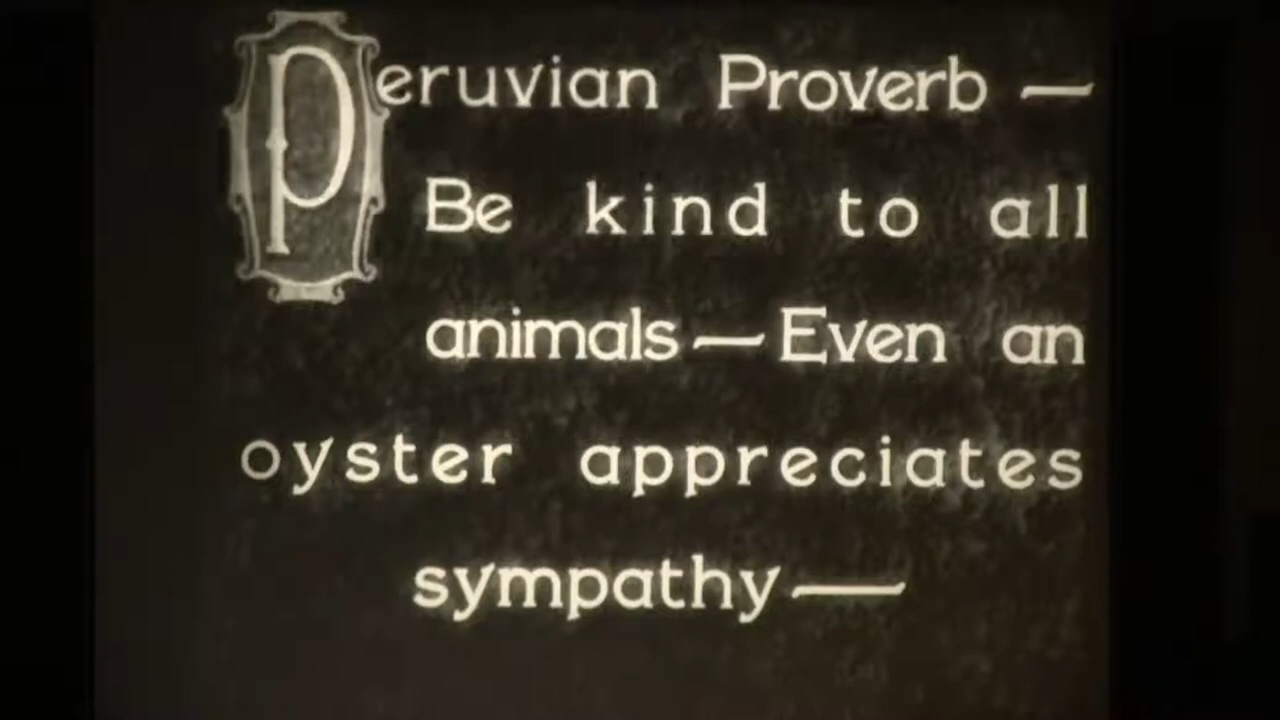 Peruvian Proverb —
Be kind to all
animals — Even an
oyster appreciates
sympathy —